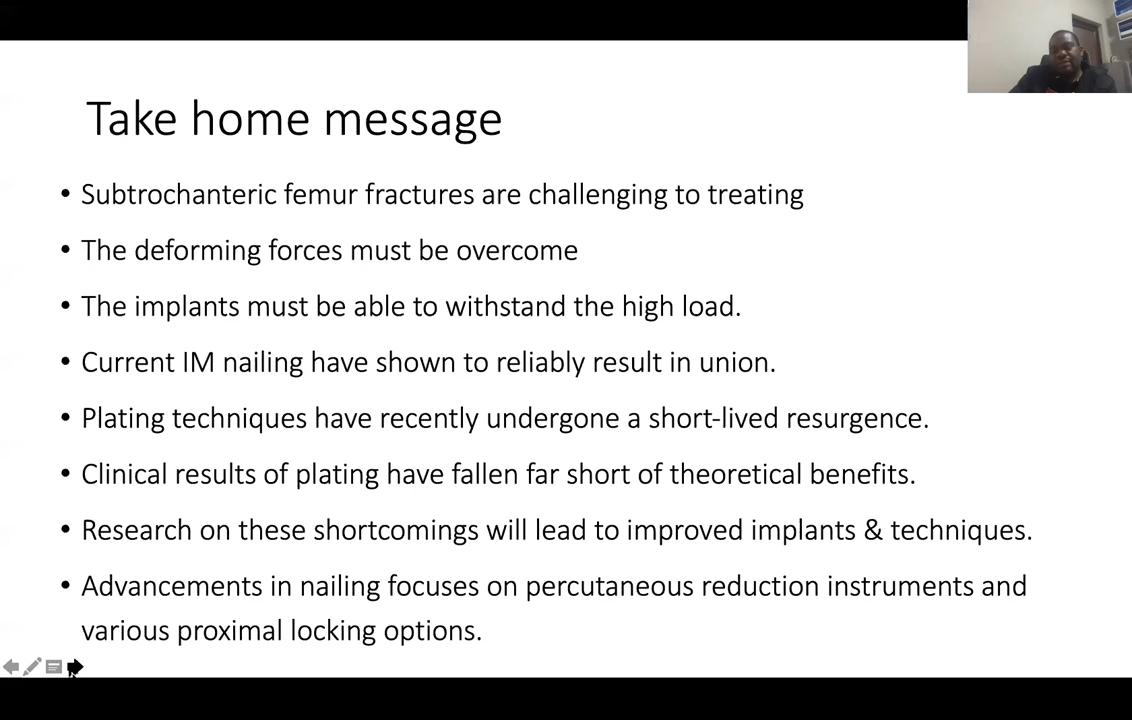 Take home message
• Subtrochanteric femur fractures are challenging to treating
• The deforming forces must be overcome
• The implants must be able to withstand the high load.
• Current IM nailing have shown to reliably result in union.
• Plating techniques have recently undergone a short-lived resurgence.
• Clinical results of plating have fallen far short of theoretical benefits.
• Research on these shortcomings will lead to improved implants & techniques.
• Advancements in nailing focuses on percutaneous reduction instruments and
various proximal locking options.